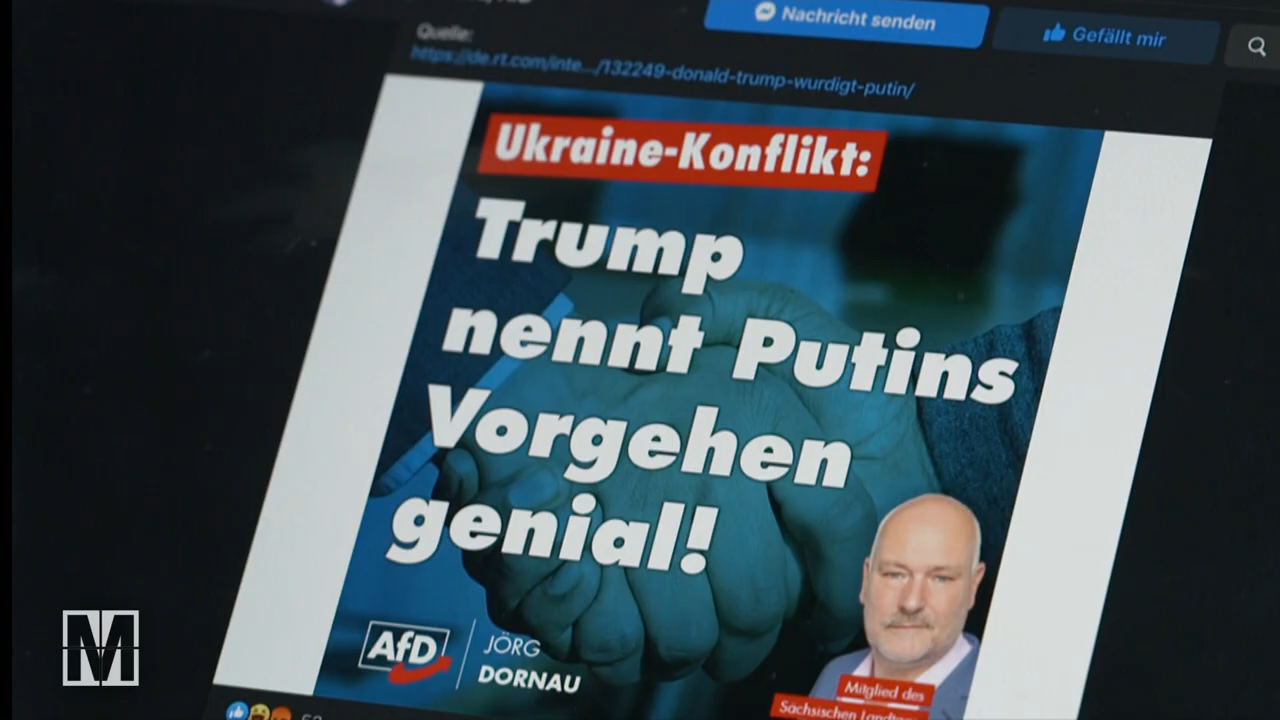 Nachricht senden
Gefällt mir
Quelle:
https://de.rt.com/inte.../132249-donald-trump-wurdigt-putin/
Ukraine-Konflikt:
Trump
nennt Putins
Vorgehen
genial!
AfD
JÖRG
DORNAU
Mitglied des
Sächsischen
M